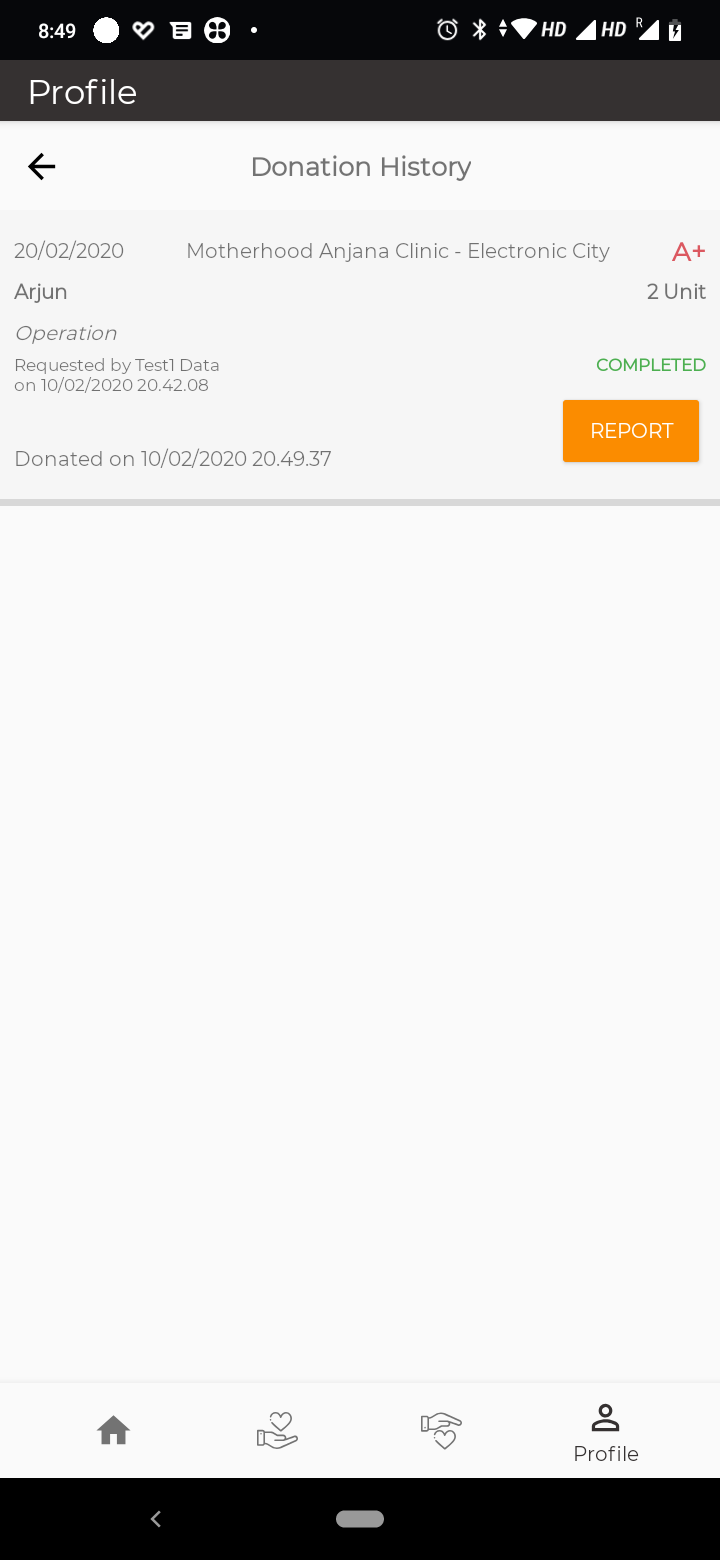 8:49
HD
HD
R
Profile
Donation History
20/02/2020 Motherhood Anjana Clinic - Electronic City A+
Arjun 2 Unit
Operation
Requested by Test1 Data
on 10/02/2020 20.42.08
COMPLETED
REPORT
Donated on 10/02/2020 20.49.37
Profile